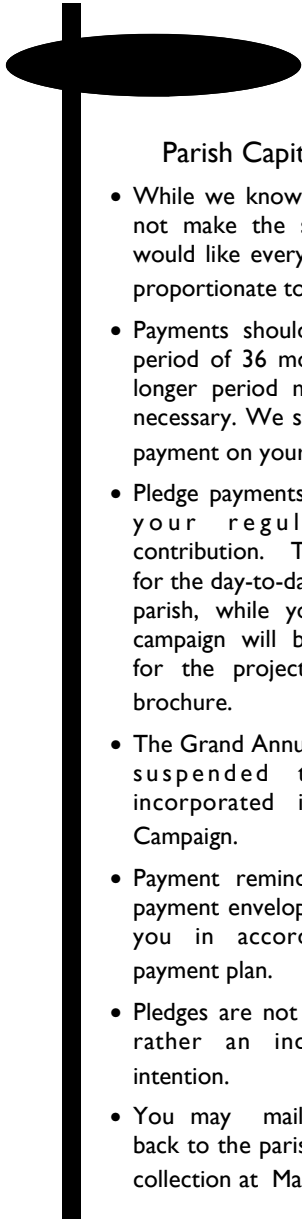 Parish Capit
• While we know
not make the s
would like every
proportionate to
• Payments should
period of 36 mo
longer period n
necessary. We s
payment on your
• Pledge payments
your regul
contribution. T
for the day-to-da
parish, while yo
campaign will b
for the project
brochure.
• The Grand Annu
suspended t
incorporated i
Campaign.
• Payment remind
payment envelop
you in accord
payment plan.
• Pledges are not
rather an inc
intention.
• You may mail
back to the paris
collection at Ma